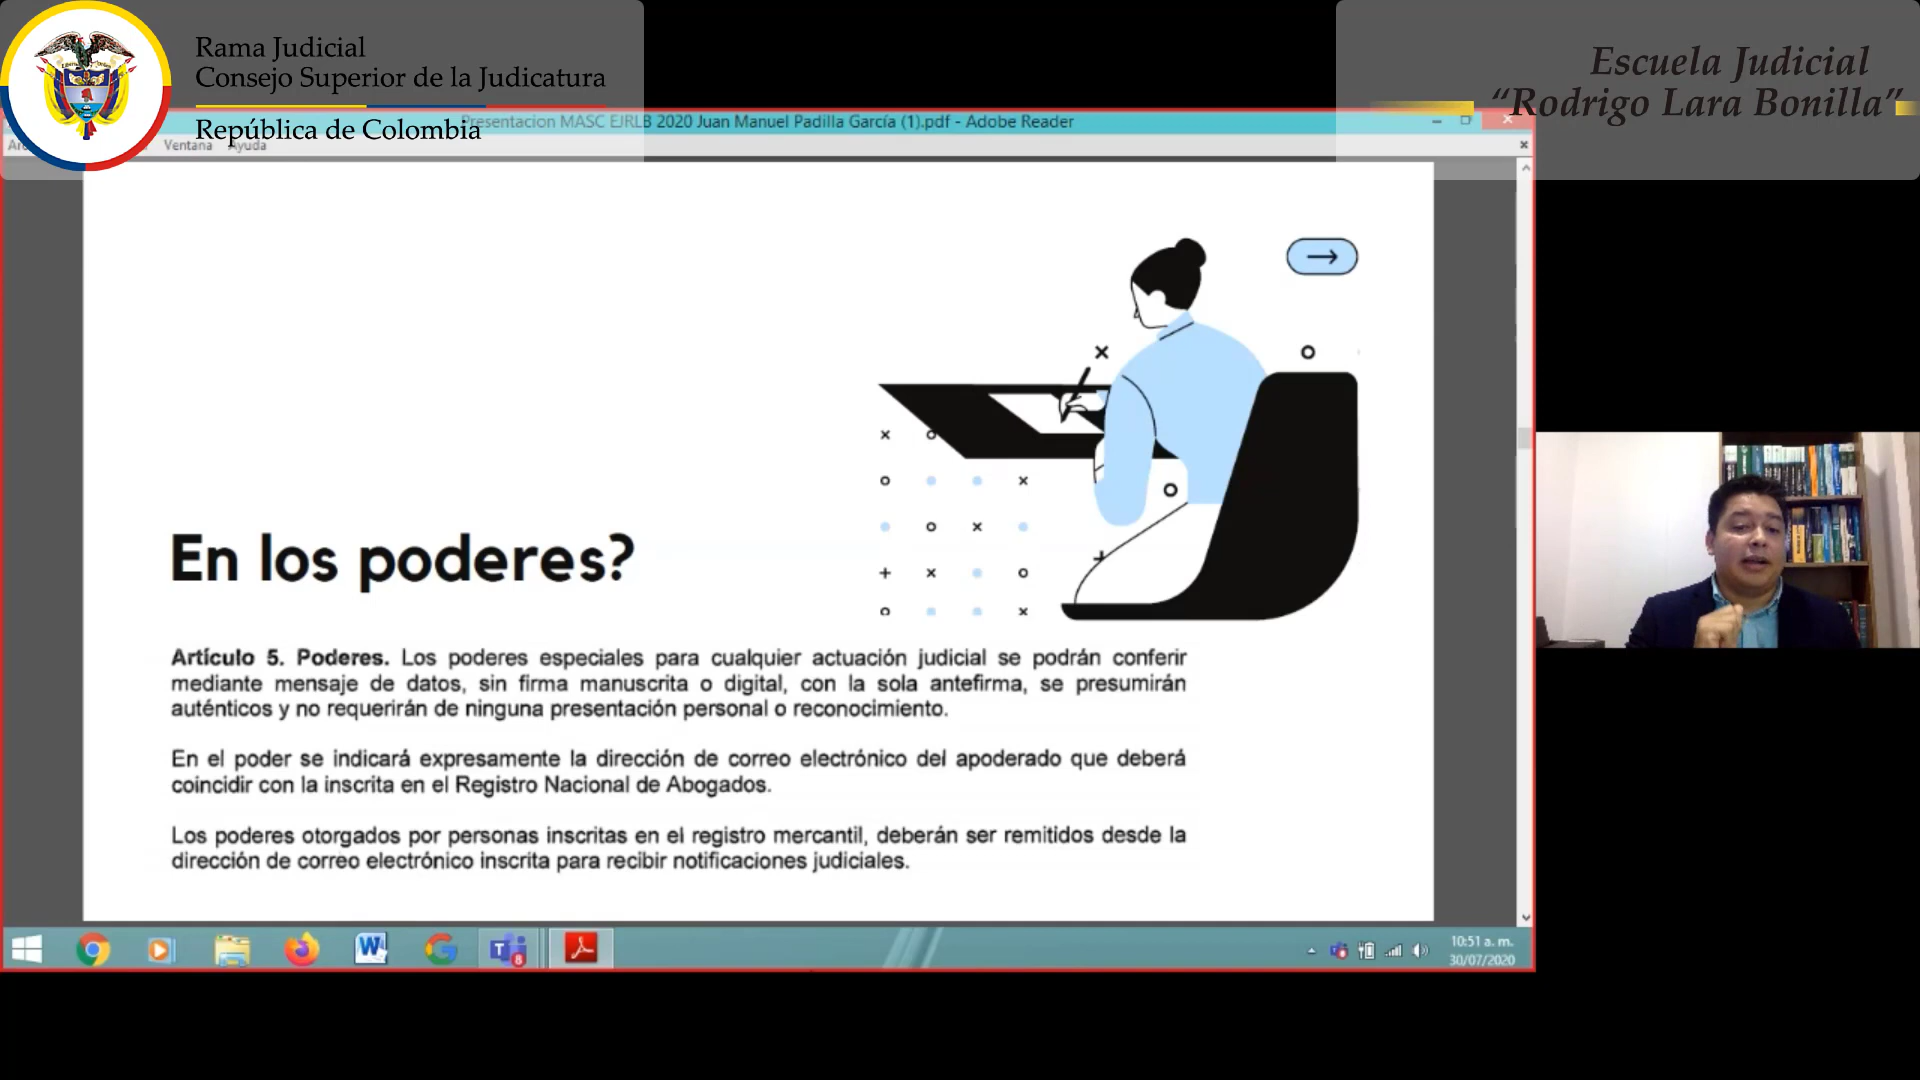 Rama Judicial
Consejo Superior de la Judicatura
República de Colombia
Escuela Judicial
“Rodrigo Lara Bonilla”
Presentacion MASC EJRLB 2020 Juan Manuel Padilla García (1).pdf - Adobe Reader
Ventana Ayuda
En los poderes?
Artículo 5. Poderes. Los poderes especiales para cualquier actuación judicial se podrán conferir
mediante mensaje de datos, sin firma manuscrita o digital, con la sola antefirma, se presumirán
auténticos y no requerirán de ninguna presentación personal o reconocimiento.
En el poder se indicará expresamente la dirección de correo electrónico del apoderado que deberá
coincidir con la inscrita en el Registro Nacional de Abogados.
Los poderes otorgados por personas inscritas en el registro mercantil, deberán ser remitidos desde la
dirección de correo electrónico inscrita para recibir notificaciones judiciales.
10:51 a. m.
30/07/2020